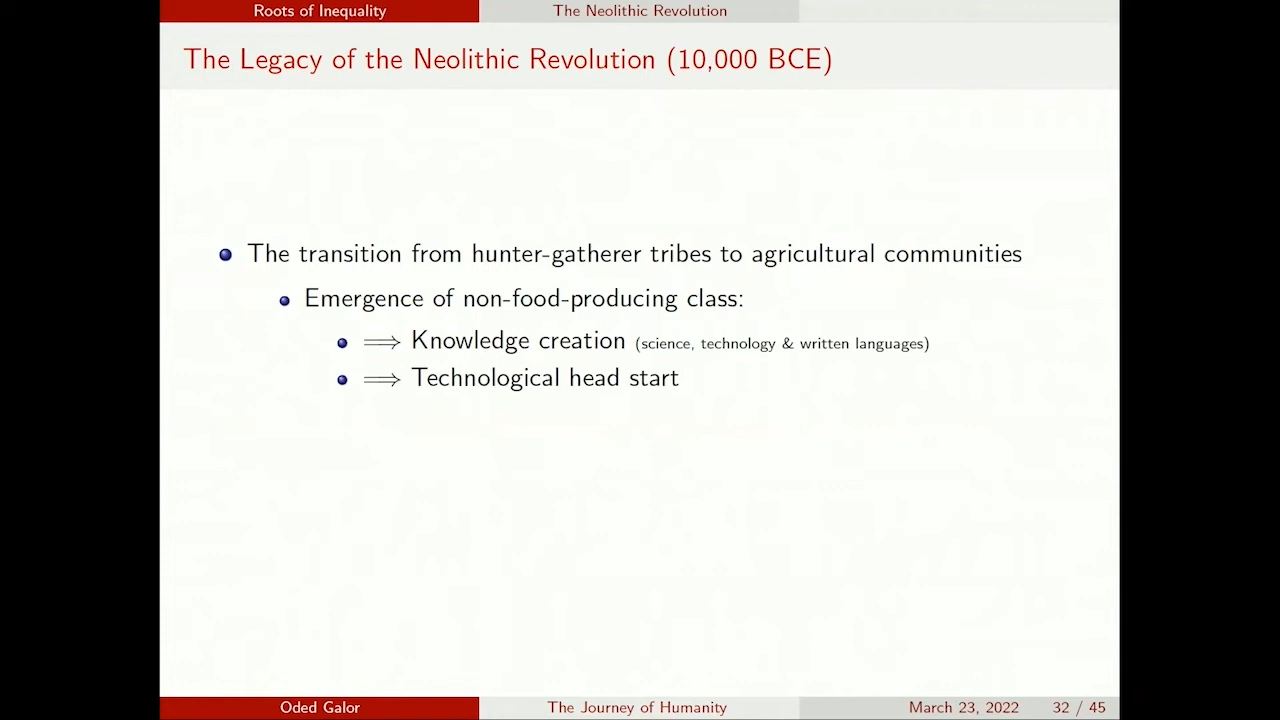 Roots of Inequality
The Neolithic Revolution
The Legacy of the Neolithic Revolution (10,000 BCE)
The transition from hunter-gatherer tribes to agricultural communities
Emergence of non-food-producing class:
⟹ Knowledge creation (science, technology & written languages)
⟹ Technological head start
Oded Galor
The Journey of Humanity
March 23, 2022
32 / 45